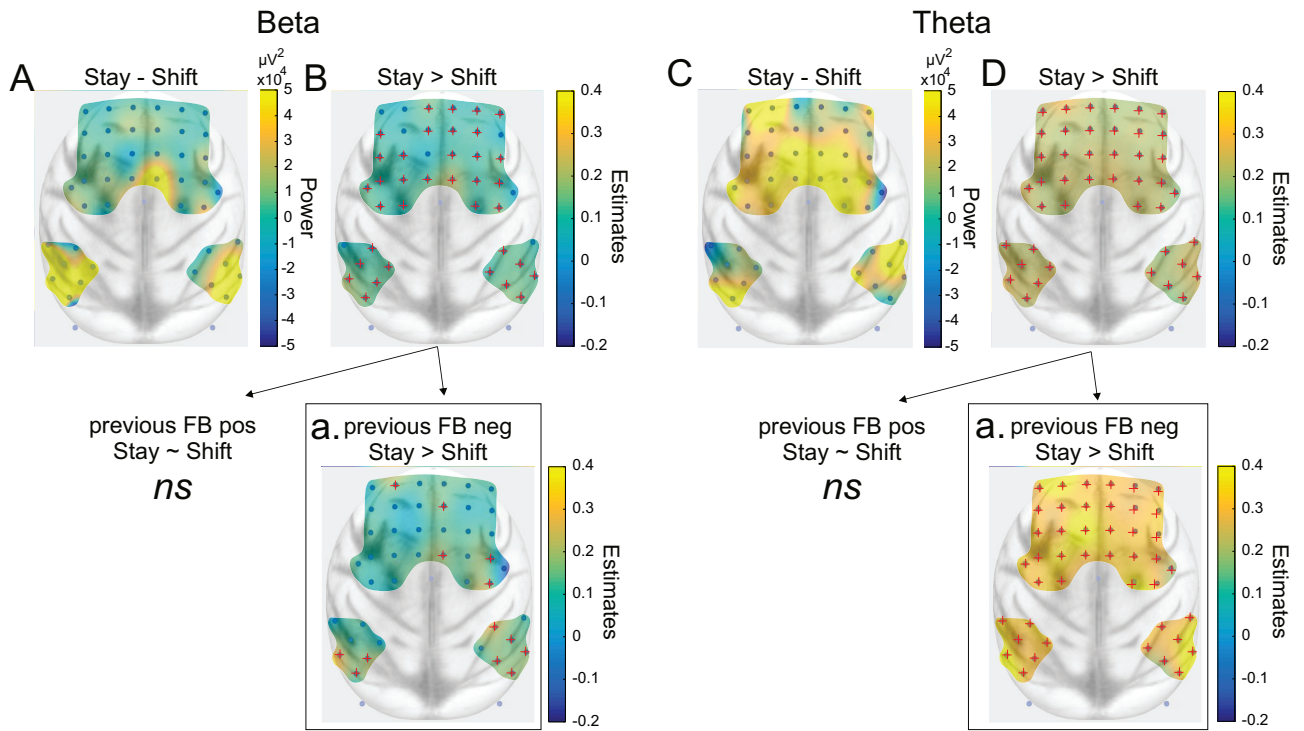 Beta
Theta
A
Stay - Shift
µV²
x10⁴
5
4
3
2
1
0
-1
-2
-3
-4
-5
Power
B
Stay > Shift
0.4
0.3
0.2
0.1
0
-0.1
-0.2
Estimates
C
Stay - Shift
µV²
x10⁴
5
4
3
2
1
0
-1
-2
-3
-4
-5
Power
D
Stay > Shift
0.4
0.3
0.2
0.1
0
-0.1
-0.2
Estimates
previous FB pos
Stay ~ Shift
ns
a. previous FB neg
Stay > Shift
0.4
0.3
0.2
0.1
0
-0.1
-0.2
Estimates
previous FB pos
Stay ~ Shift
ns
a. previous FB neg
Stay > Shift
0.4
0.3
0.2
0.1
0
-0.1
-0.2
Estimates